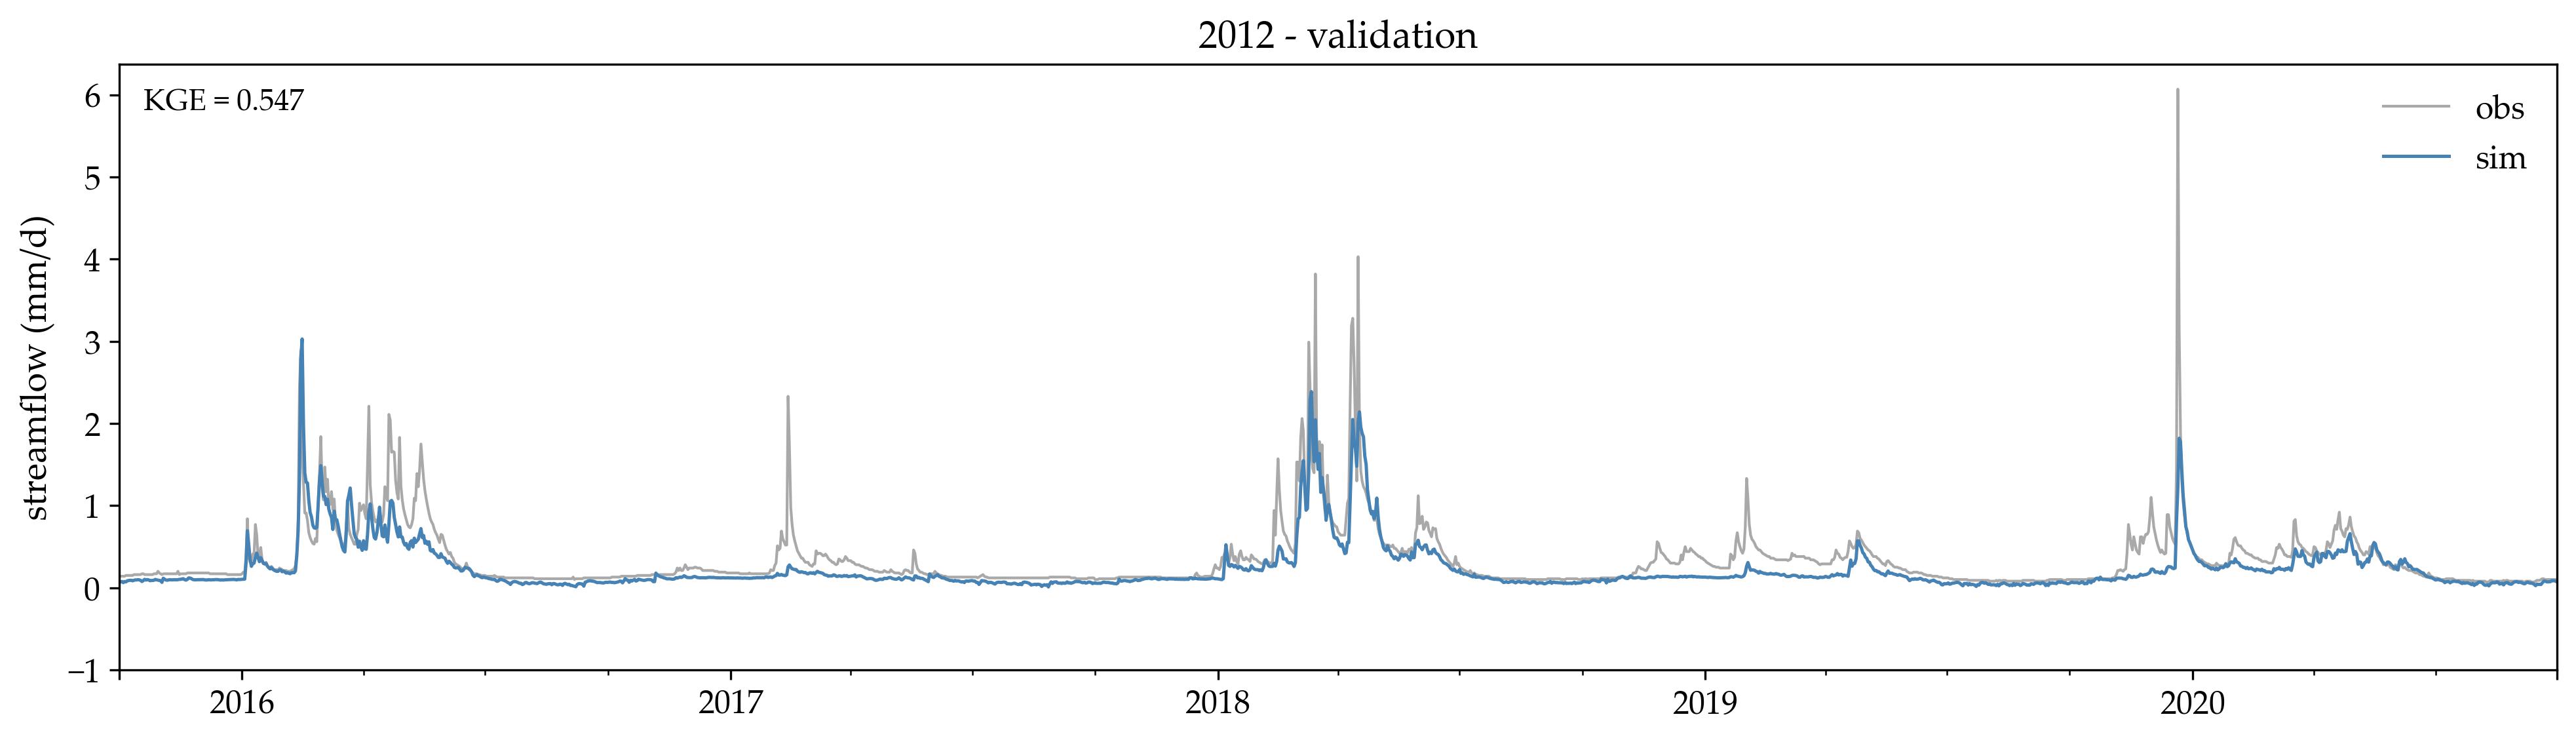 2012 - validation
KGE = 0.547
obs
sim
streamflow (mm/d)
6
5
4
3
2
1
0
−1
2016
2017
2018
2019
2020